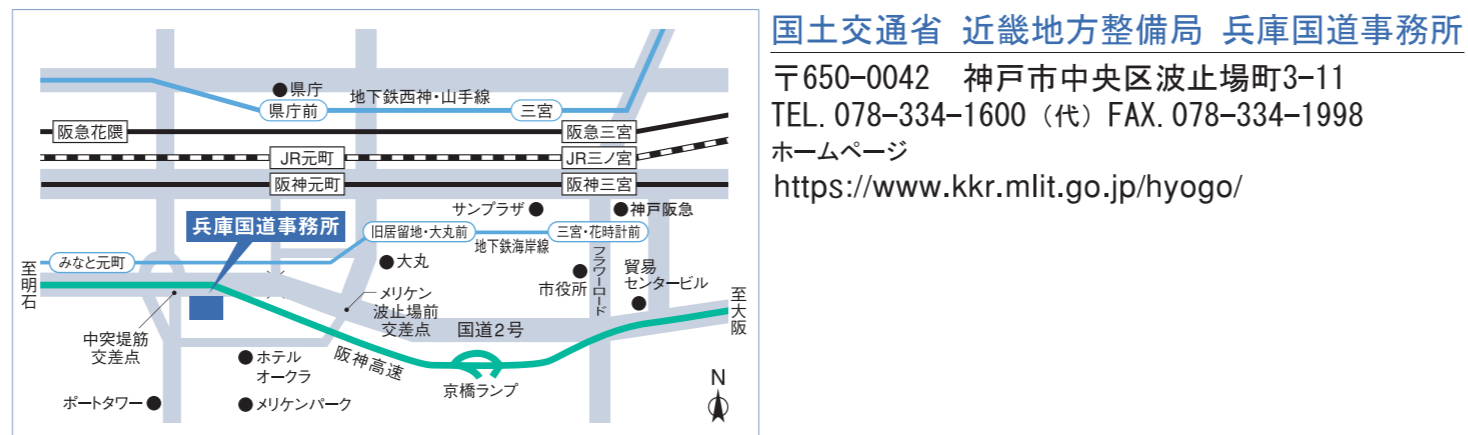 県庁
地下鉄西神・山手線
県庁前
三宮
阪急花隈
阪急三宮
JR元町
JR三ノ宮
阪神元町
阪神三宮
サンプラザ
神戸阪急
兵庫国道事務所
旧居留地・大丸前
三宮・花時計前
地下鉄海岸線
みなと元町
大丸
フラワーロード
貿易
センタービル
市役所
至明石
至大阪
メリケン
波止場前
交差点
国道2号
中突堤筋
交差点
阪神高速
ホテル
オークラ
京橋ランプ
ポートタワー
メリケンパーク
N
国土交通省 近畿地方整備局 兵庫国道事務所
〒650-0042 神戸市中央区波止場町3-11
TEL. 078-334-1600（代）FAX. 078-334-1998
ホームページ
https://www.kkr.mlit.go.jp/hyogo/